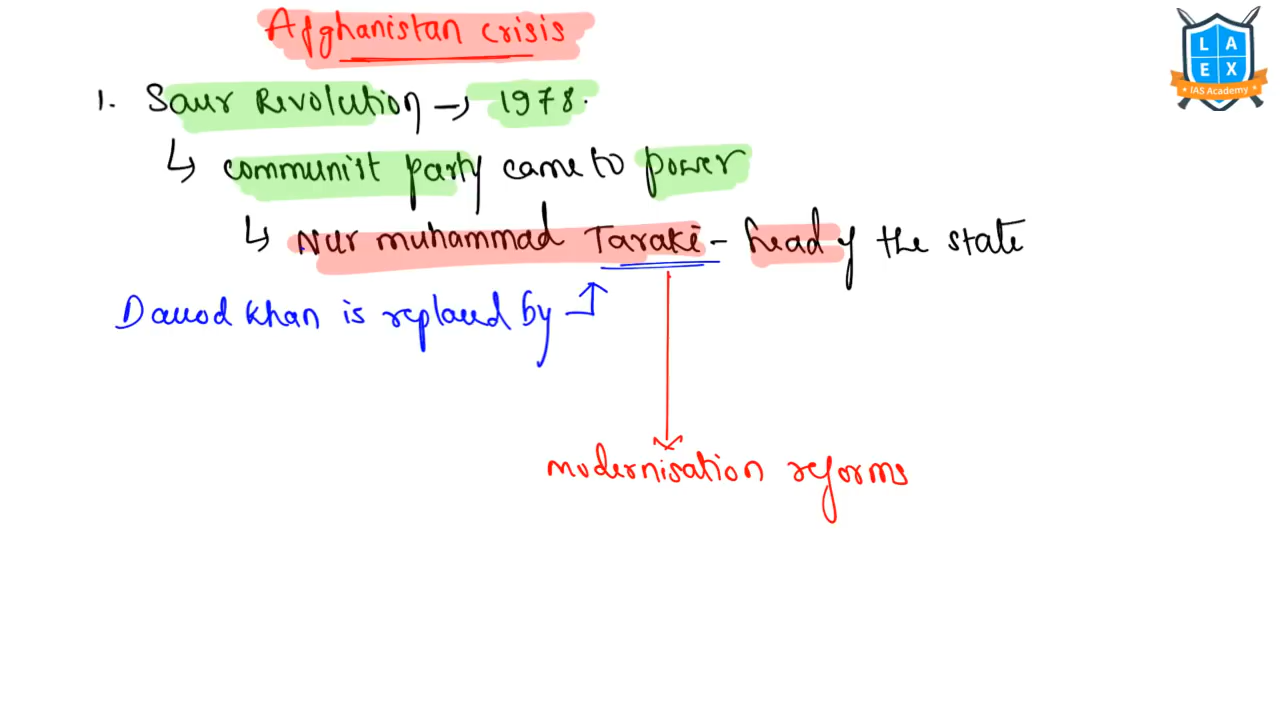 Afghanistan crisis
1. Saur Revolution → 1978.
↳ communist party came to power
↳ Nur muhammad Taraki - head of the state
Dauod khan is replaced by
modernisation reforms
L A
E X
IAS Academy